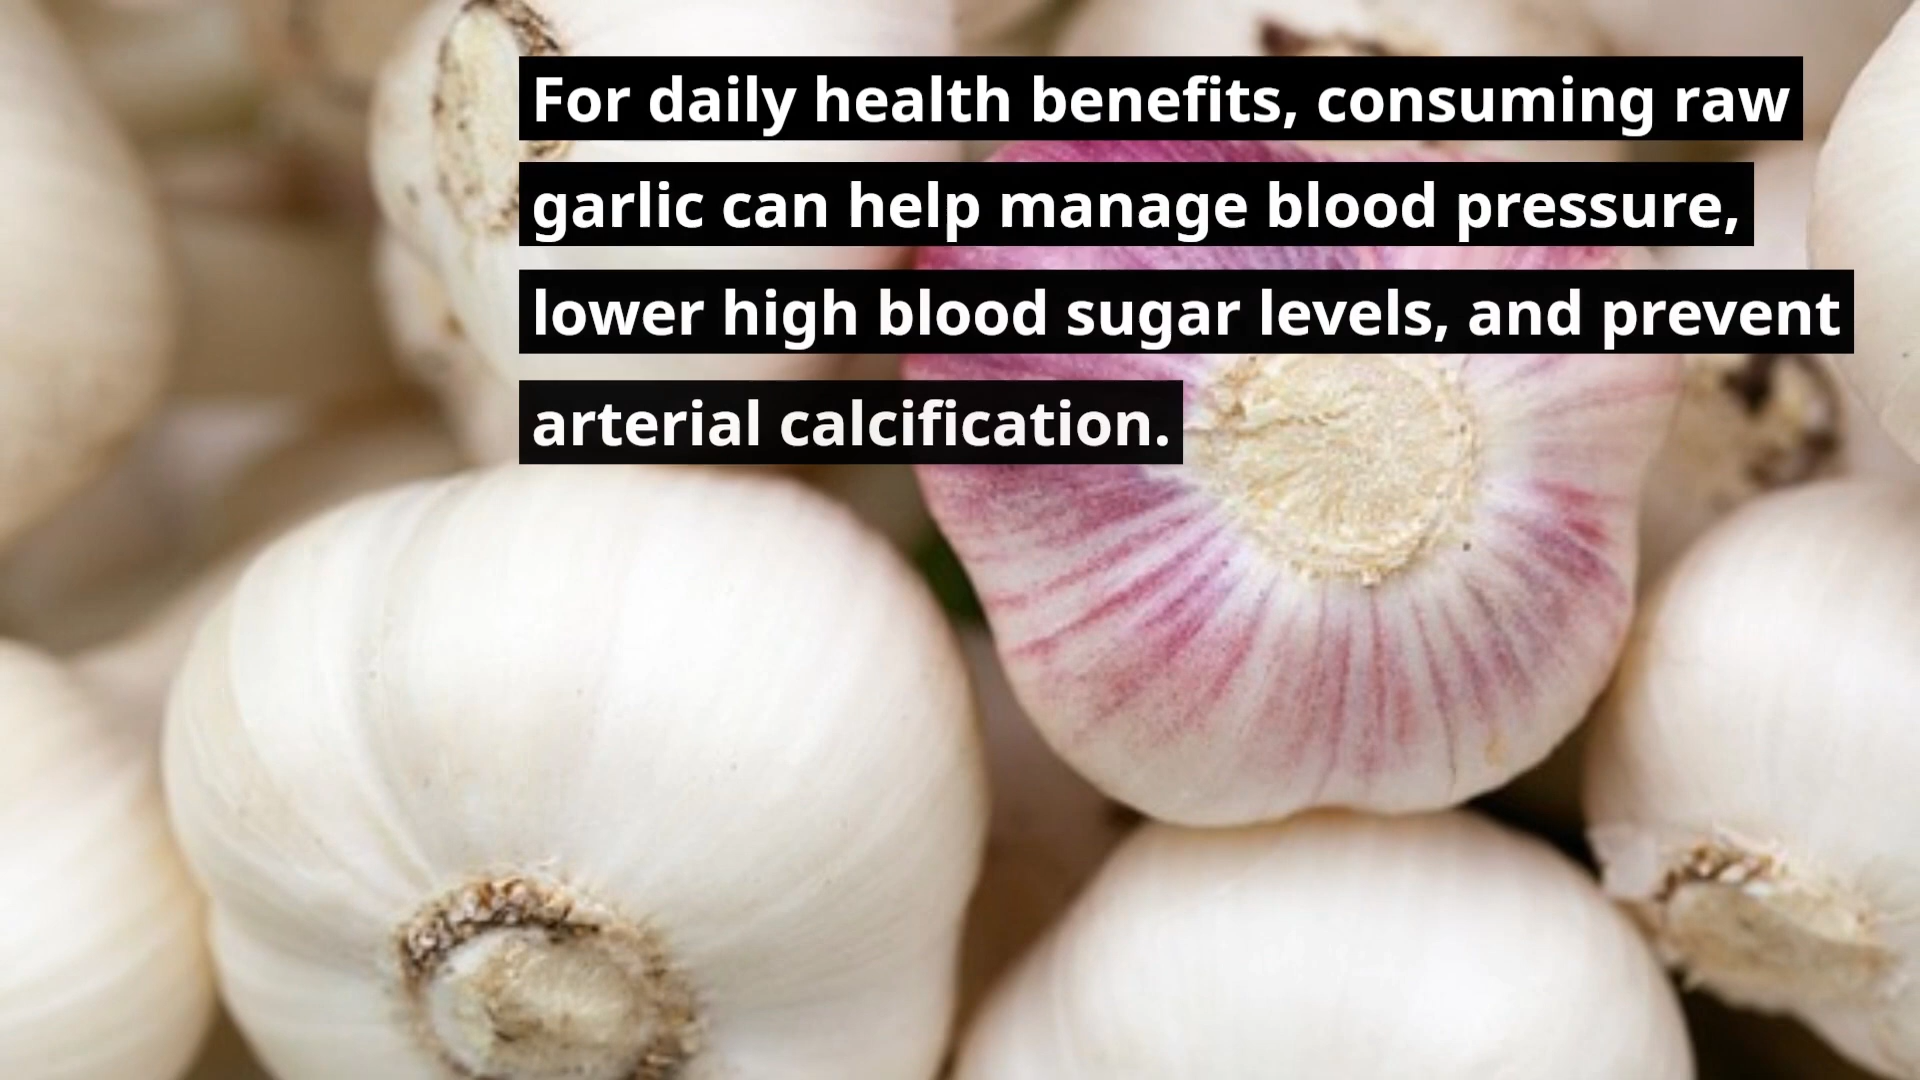 For daily health benefits, consuming raw
garlic can help manage blood pressure,
lower high blood sugar levels, and prevent
arterial calcification.